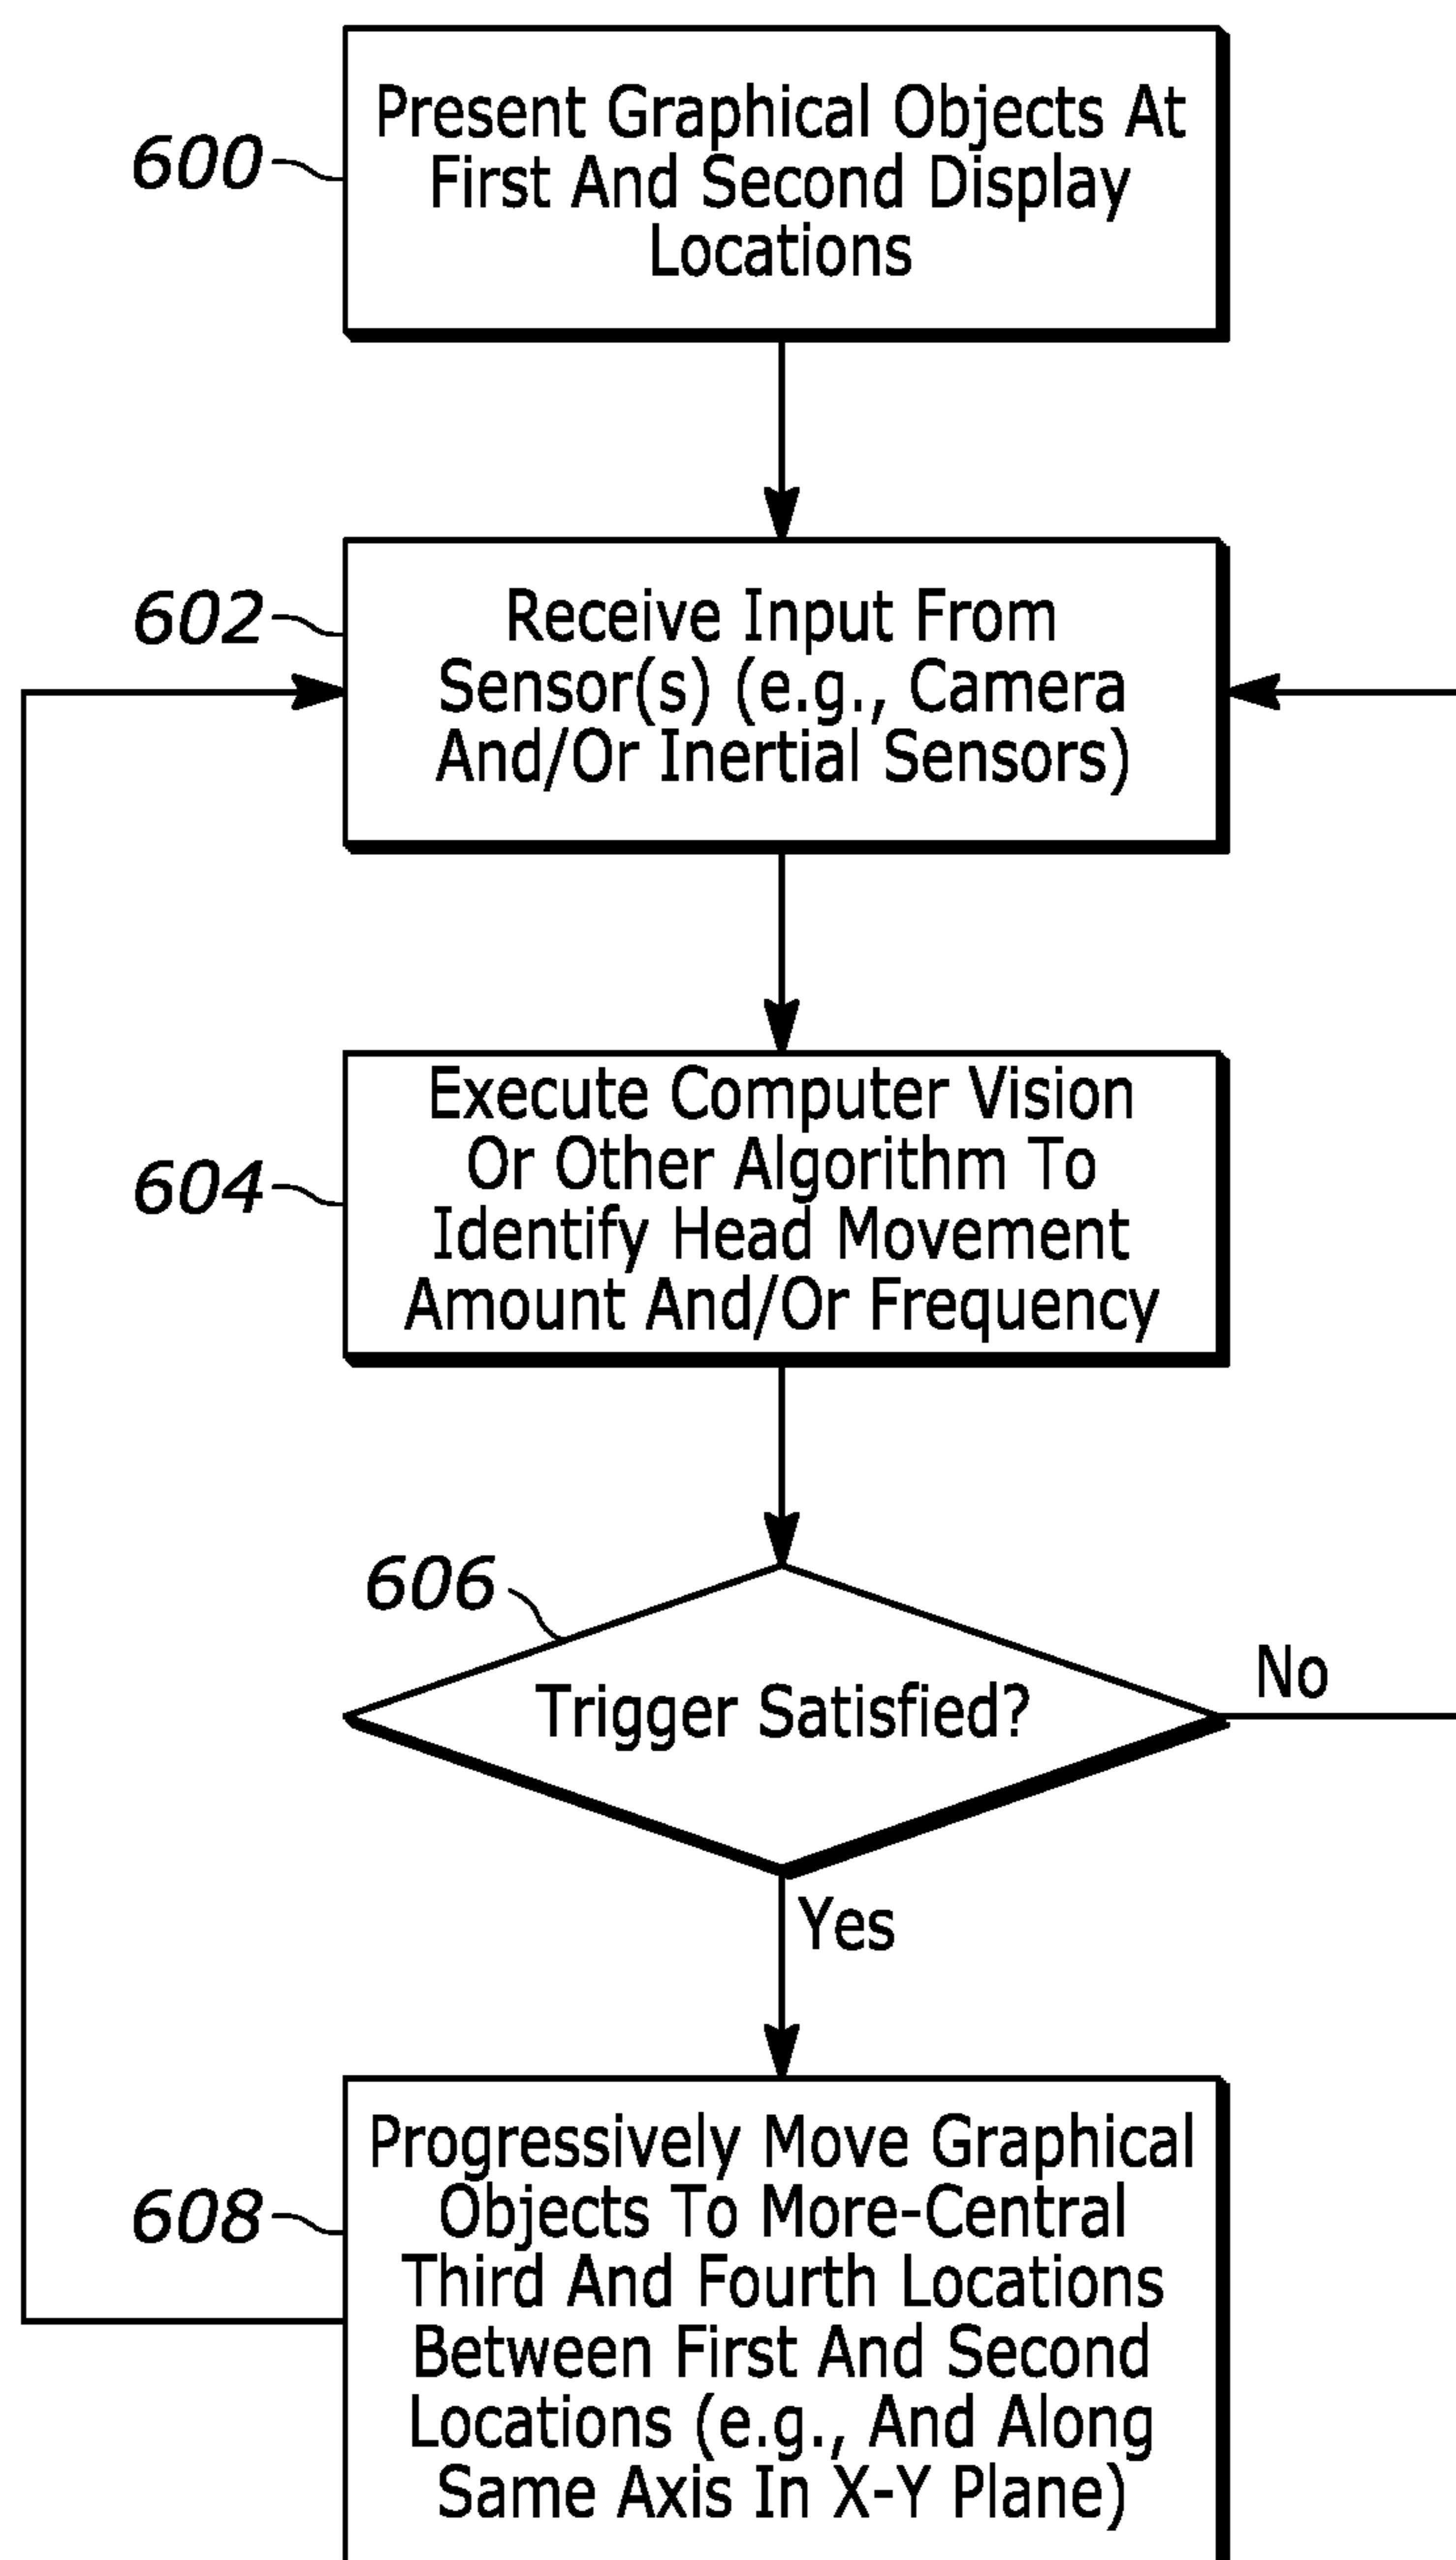 Present Graphical Objects At
First And Second Display
Locations
600
Receive Input From
Sensor(s) (e.g., Camera
And/Or Inertial Sensors)
602
Execute Computer Vision
Or Other Algorithm To
Identify Head Movement
Amount And/Or Frequency
604
606
Trigger Satisfied?
No
Yes
Progressively Move Graphical
Objects To More-Central
Third And Fourth Locations
Between First And Second
Locations (e.g., And Along
Same Axis In X-Y Plane)
608